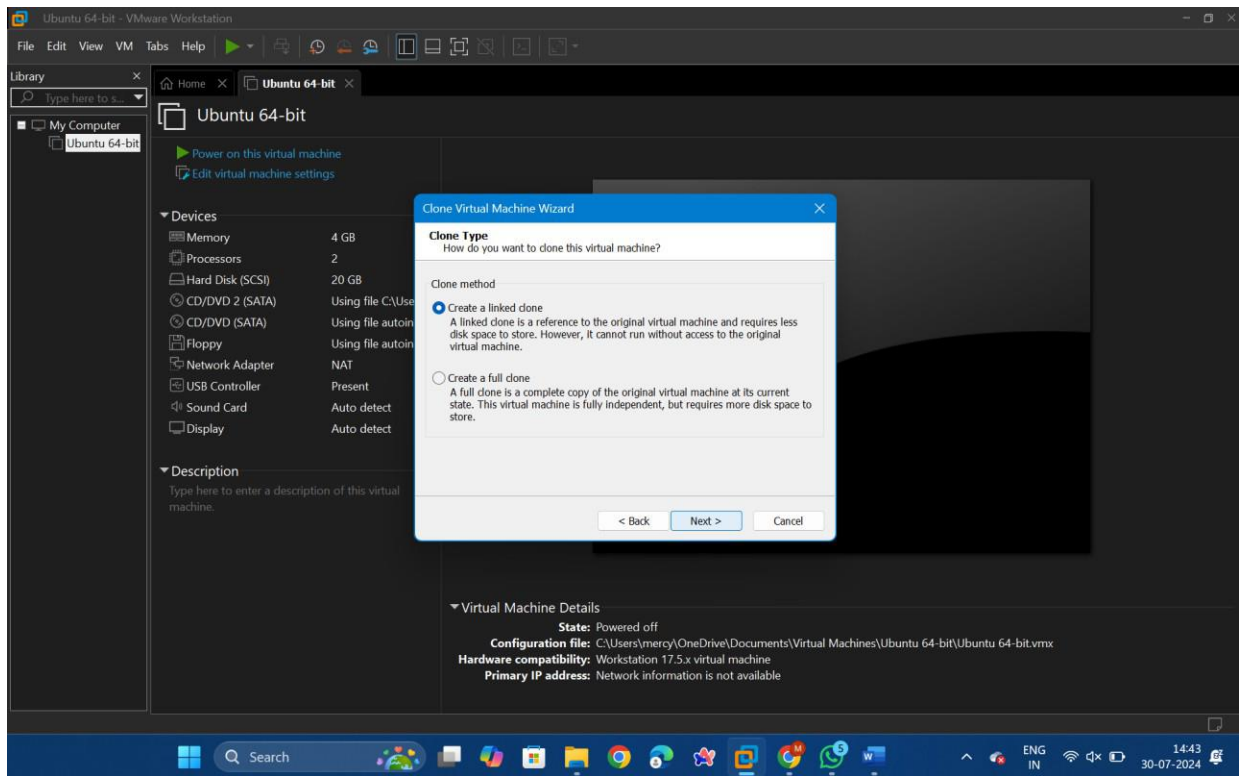 Ubuntu 64-bit - VMware Workstation
File Edit View VM Tabs Help
Library
Type here to s...
My Computer
Ubuntu 64-bit
Home
Ubuntu 64-bit
Ubuntu 64-bit
Power on this virtual machine
Edit virtual machine settings
Devices
Memory 4 GB
Processors 2
Hard Disk (SCSI) 20 GB
CD/DVD 2 (SATA) Using file C:\Use
CD/DVD (SATA) Using file autoin
Floppy Using file autoin
Network Adapter NAT
USB Controller Present
Sound Card Auto detect
Display Auto detect
Description
Type here to enter a description of this virtual
machine.
Clone Virtual Machine Wizard
Clone Type
How do you want to clone this virtual machine?
Clone method
Create a linked clone
A linked clone is a reference to the original virtual machine and requires less
disk space to store. However, it cannot run without access to the original
virtual machine.
Create a full clone
A full clone is a complete copy of the original virtual machine at its current
state. This virtual machine is fully independent, but requires more disk space to
store.
< Back Next > Cancel
Virtual Machine Details
State: Powered off
Configuration file: C:\Users\mercy\OneDrive\Documents\Virtual Machines\Ubuntu 64-bit\Ubuntu 64-bit.vmx
Hardware compatibility: Workstation 17.5.x virtual machine
Primary IP address: Network information is not available
Search
ENG
IN
14:43
30-07-2024